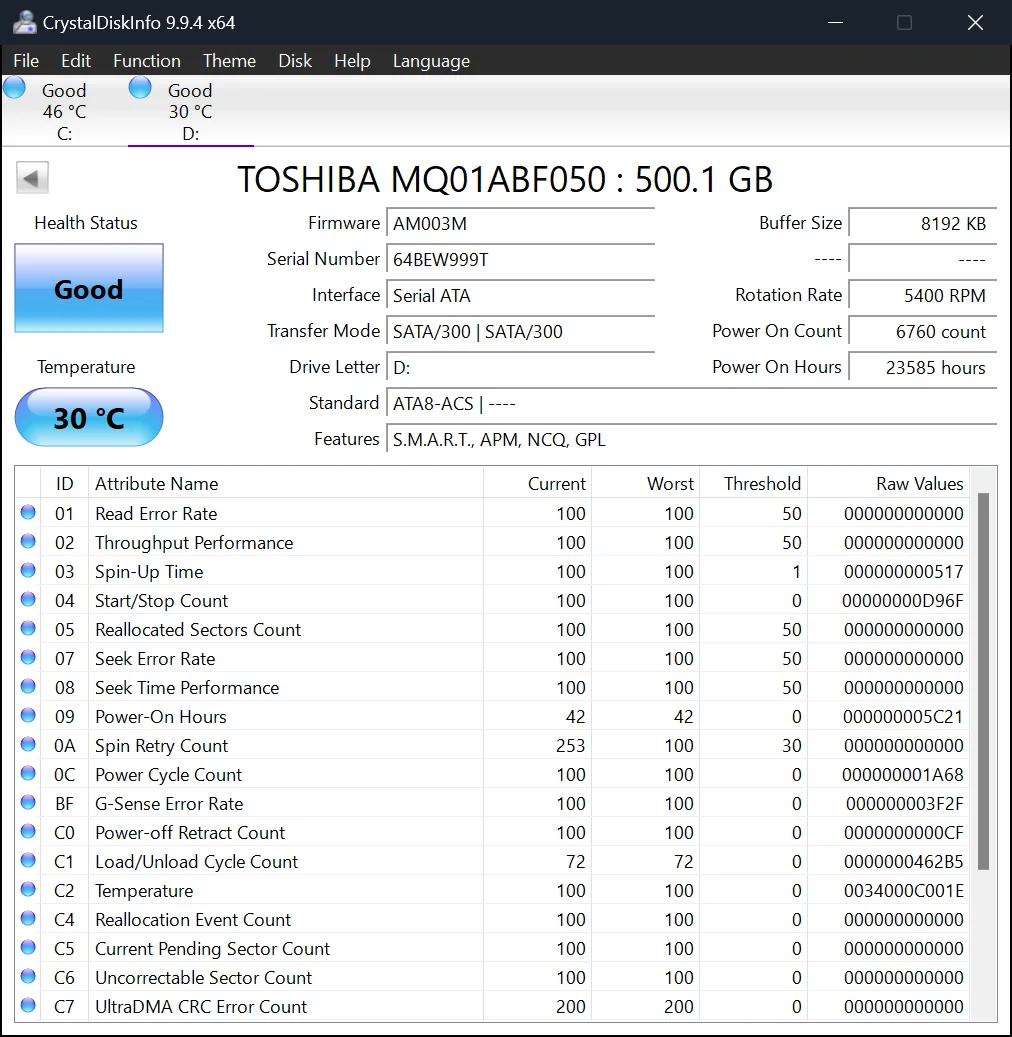 CrystalDiskInfo 9.9.4 x64
File Edit Function Theme Disk Help Language
Good Good
46 °C 30 °C
C: D:
TOSHIBA MQ01ABF050 : 500.1 GB
Health Status
Good
Temperature
30 °C
Firmware AM003M Buffer Size 8192 KB
Serial Number 64BEW999T ---- ----
Interface Serial ATA Rotation Rate 5400 RPM
Transfer Mode SATA/300 | SATA/300 Power On Count 6760 count
Drive Letter D: Power On Hours 23585 hours
Standard ATA8-ACS | ----
Features S.M.A.R.T., APM, NCQ, GPL
ID Attribute Name Current Worst Threshold Raw Values
01 Read Error Rate 100 100 50 000000000000
02 Throughput Performance 100 100 50 000000000000
03 Spin-Up Time 100 100 1 000000000517
04 Start/Stop Count 100 100 0 00000000D96F
05 Reallocated Sectors Count 100 100 50 000000000000
07 Seek Error Rate 100 100 50 000000000000
08 Seek Time Performance 100 100 50 000000000000
09 Power-On Hours 42 42 0 000000005C21
0A Spin Retry Count 253 100 30 000000000000
0C Power Cycle Count 100 100 0 000000001A68
BF G-Sense Error Rate 100 100 0 000000003F2F
C0 Power-off Retract Count 100 100 0 0000000000CF
C1 Load/Unload Cycle Count 72 72 0 0000000462B5
C2 Temperature 100 100 0 0034000C001E
C4 Reallocation Event Count 100 100 0 000000000000
C5 Current Pending Sector Count 100 100 0 000000000000
C6 Uncorrectable Sector Count 100 100 0 000000000000
C7 UltraDMA CRC Error Count 200 200 0 000000000000